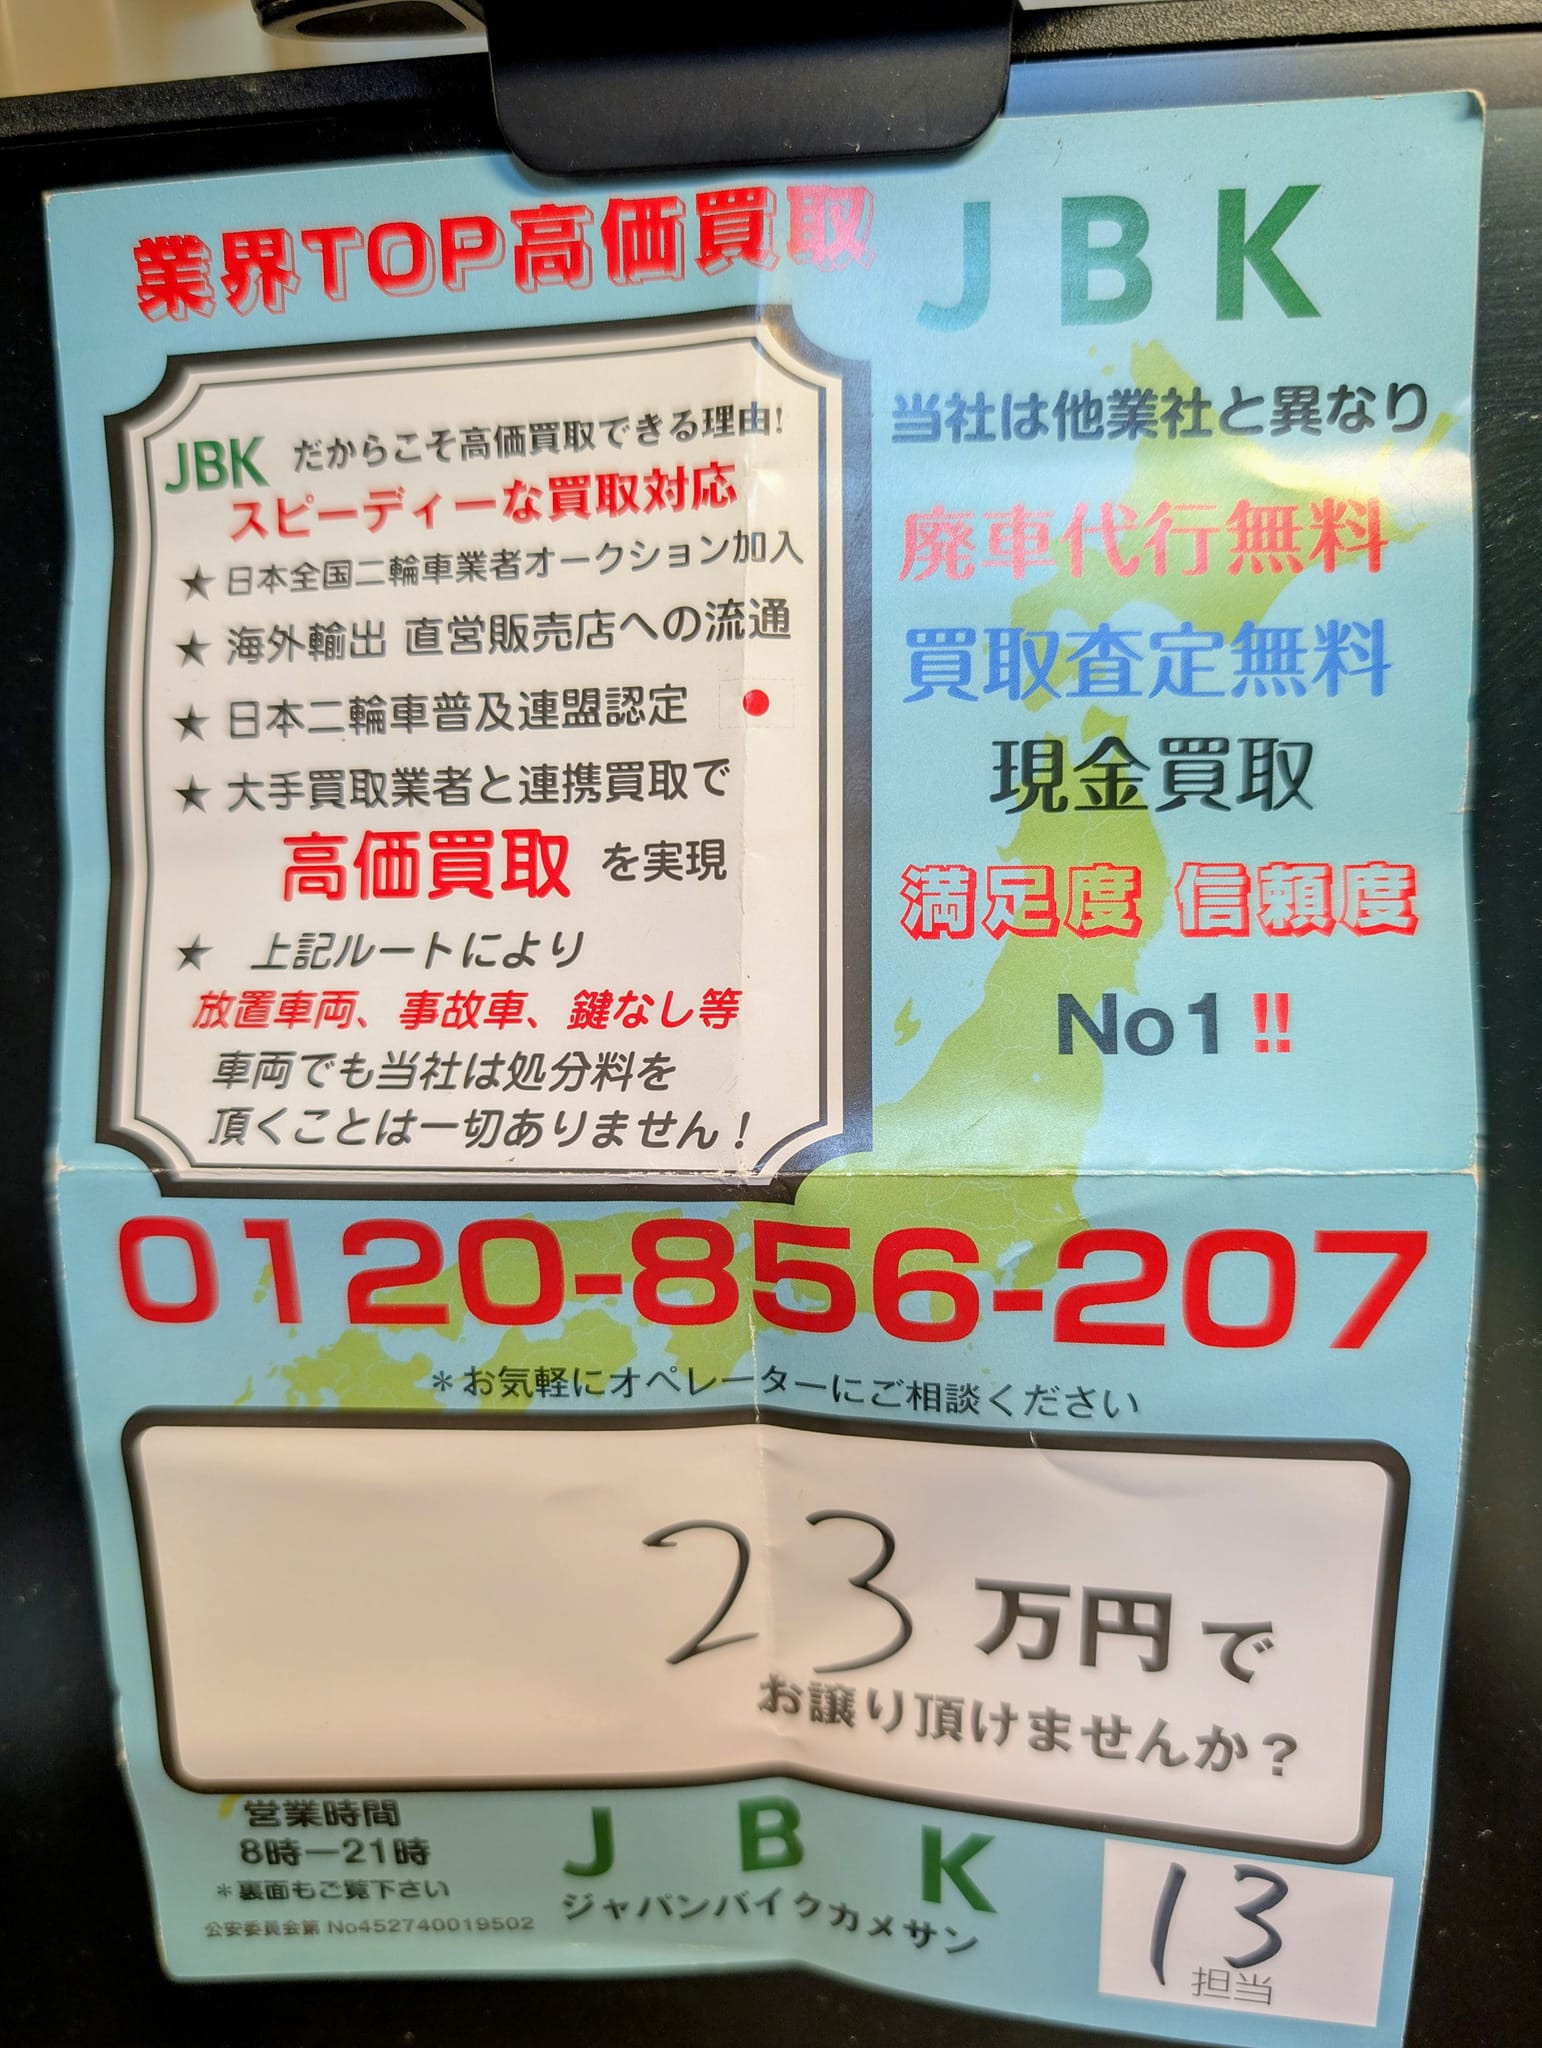 業界TOP高価買取
JBK だからこそ高価買取できる理由!
スピーディーな買取対応
★ 日本全国二輪車業者オークション加入
★ 海外輸出 直営販売店への流通
★ 日本二輪車普及連盟認定
★ 大手買取業者と連携買取で
高価買取 を実現
★ 上記ルートにより
放置車両、事故車、鍵なし等
車両でも当社は処分料を
頂くことは一切ありません!
JBK
当社は他業社と異なり
廃車代行無料
買取査定無料
現金買取
満足度 信頼度
No1!!
0120-856-207
*お気軽にオペレーターにご相談ください
23万円で
お譲り頂けませんか?
営業時間
8時―21時
*裏面もご覧下さい
公安委員会第 No452740019502
JBK
ジャパンバイクカメサン
13
担当